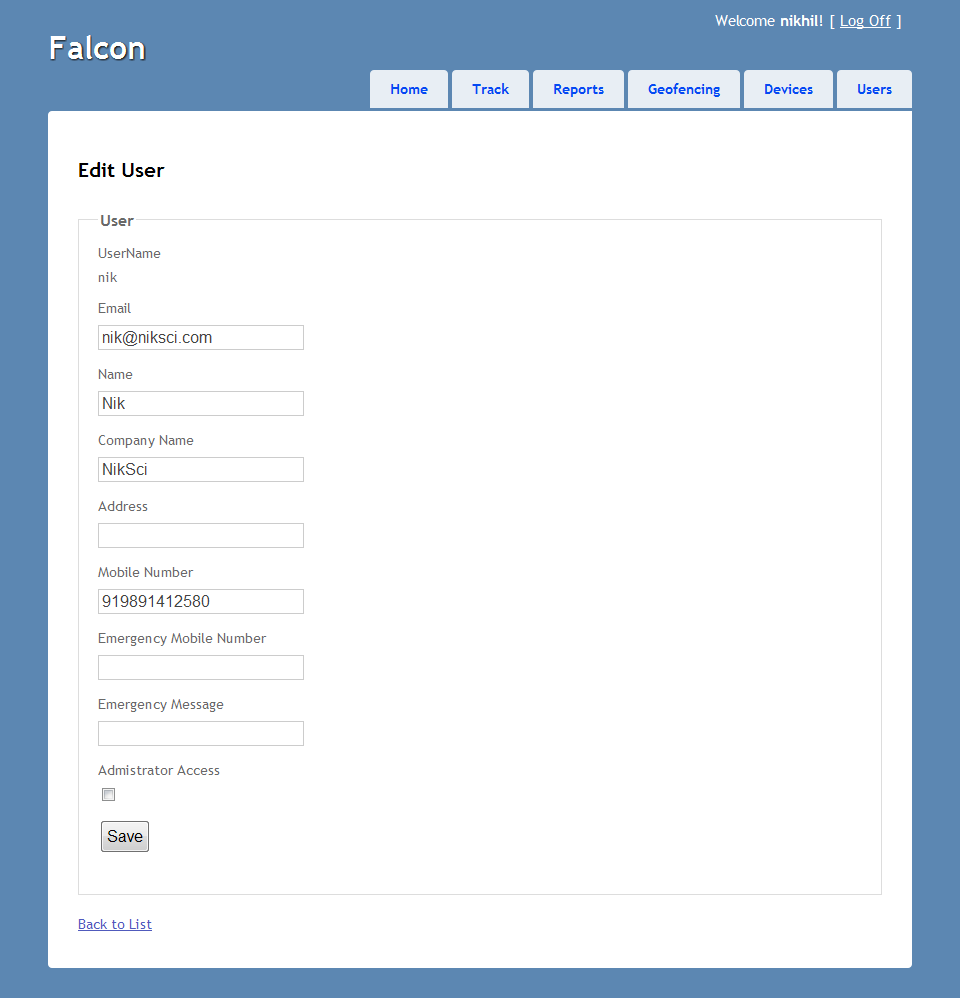 Welcome nikhil! [ Log Off ]
Falcon
Home Track Reports Geofencing Devices Users
Edit User
User
UserName
nik
Email
nik@niksci.com
Name
Nik
Company Name
NikSci
Address
Mobile Number
919891412580
Emergency Mobile Number
Emergency Message
Admistrator Access
Save
Back to List